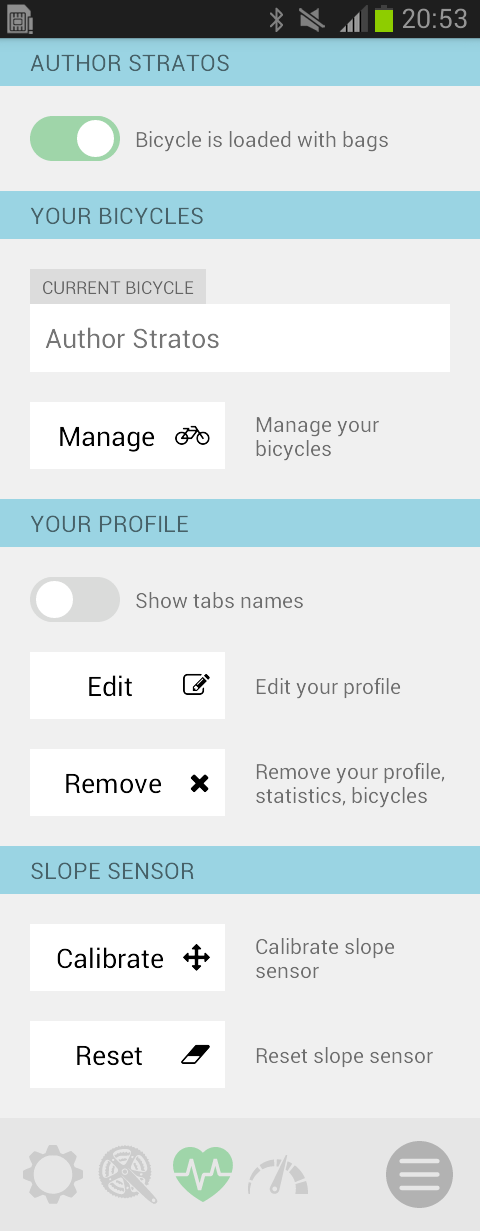 20:53
AUTHOR STRATOS
Bicycle is loaded with bags
YOUR BICYCLES
CURRENT BICYCLE
Author Stratos
Manage
Manage your
bicycles
YOUR PROFILE
Show tabs names
Edit
Edit your profile
Remove
Remove your profile,
statistics, bicycles
SLOPE SENSOR
Calibrate
Calibrate slope
sensor
Reset
Reset slope sensor